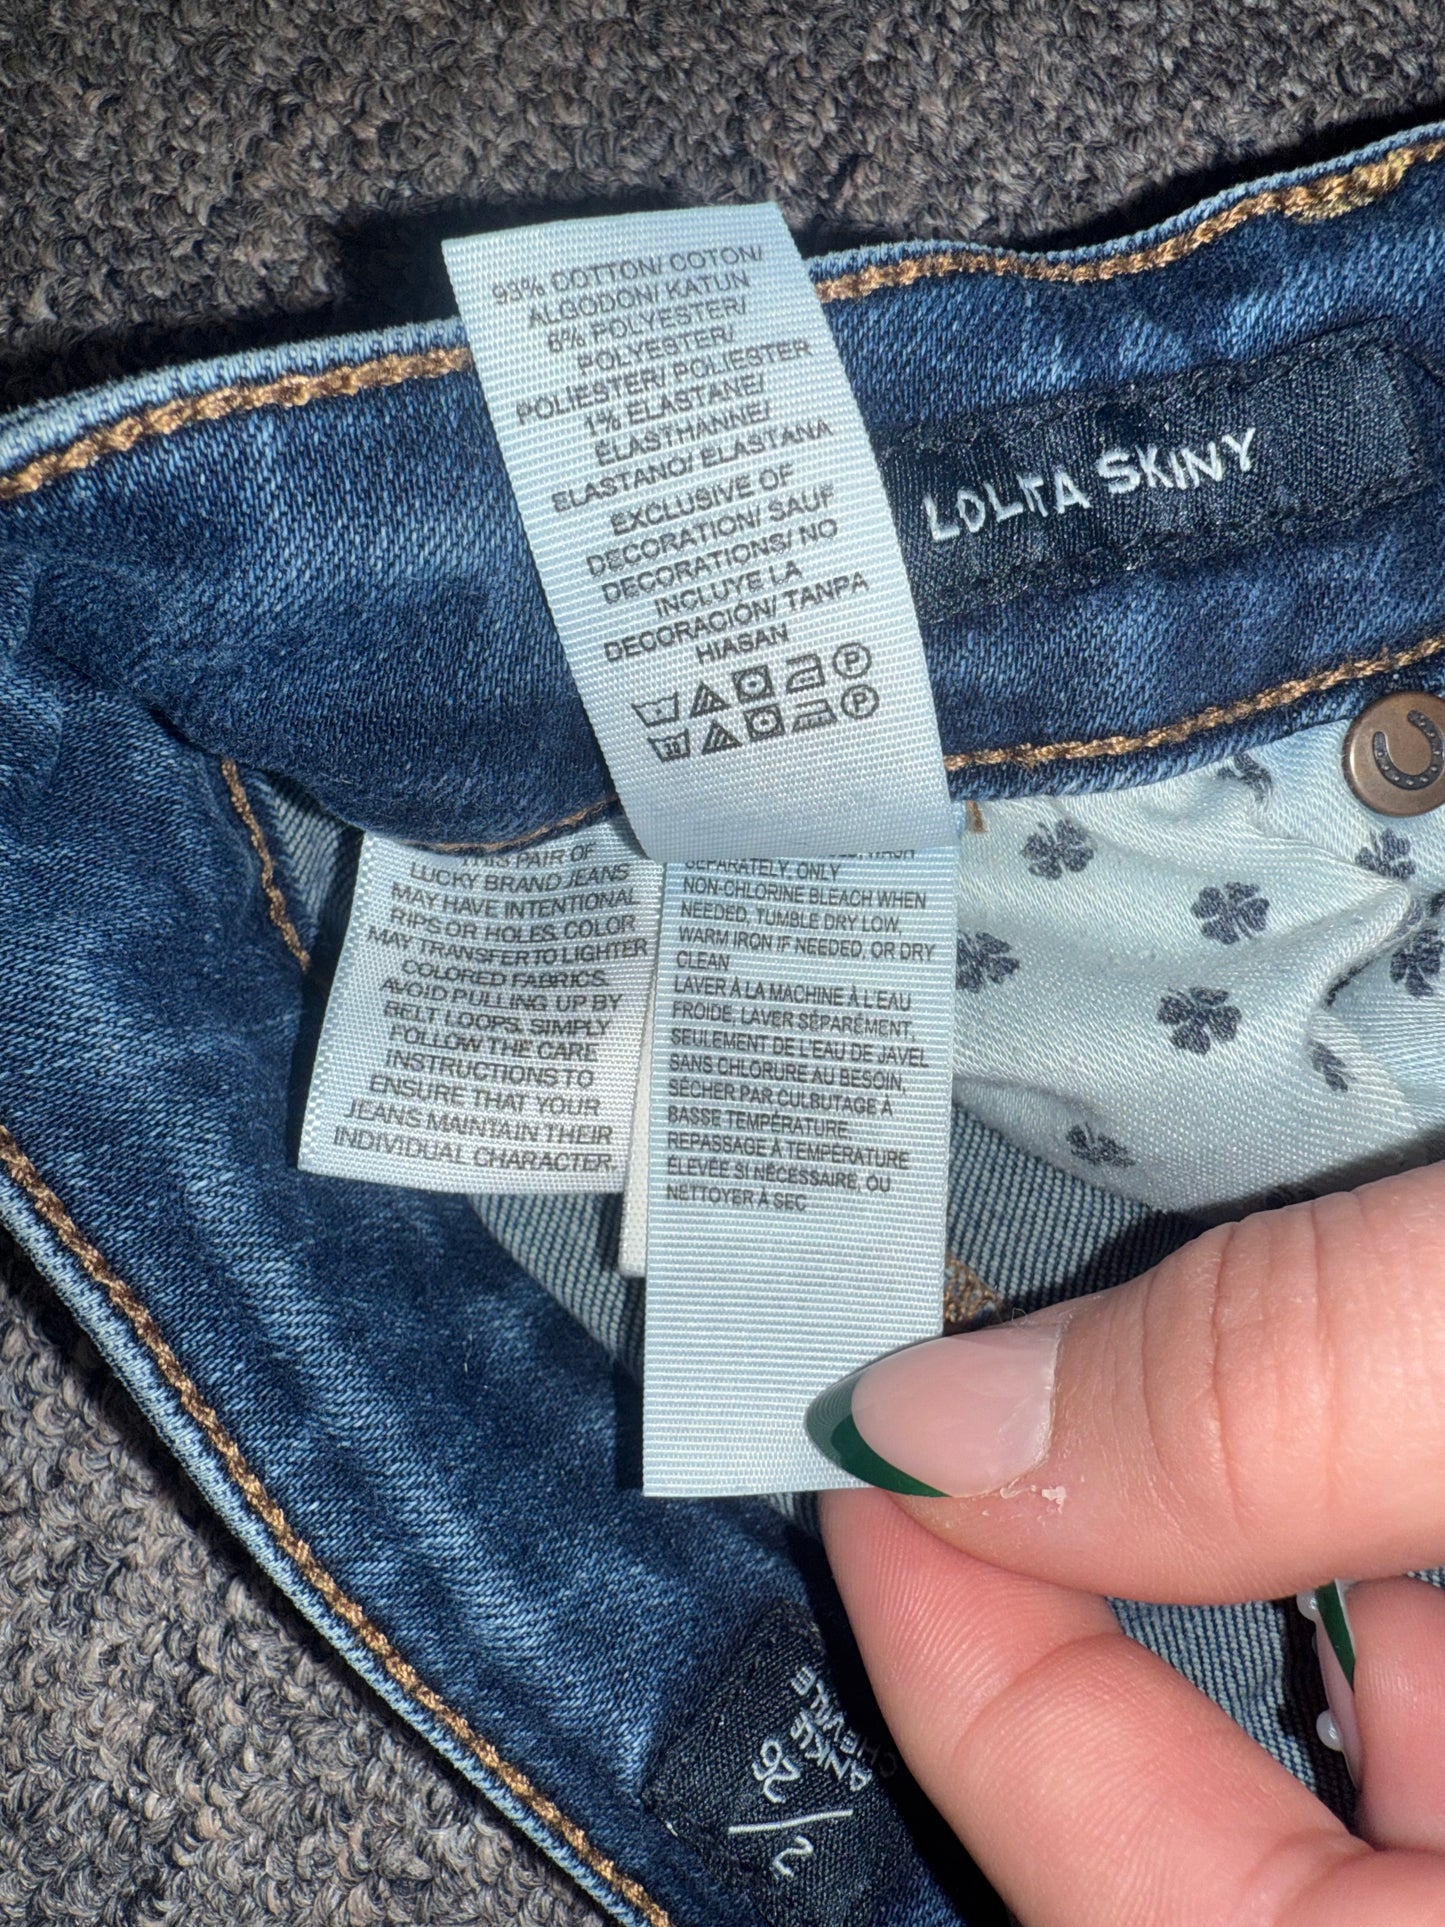 93% COTTON/ COTON/
ALGODON/ KATUN
6% POLYESTER/
POLYESTER/
POLIESTER/ POLIESTER
1% ELASTANE/
ÉLASTHANNE/
ELASTANO/ ELASTANA
EXCLUSIVE OF
DECORATION/ SAUF
DECORATIONS/ NO
INCLUYE LA
DECORACIÓN/ TANPA
HIASAN
P
30
P
LOLITA SKINY
THIS PAIR OF
LUCKY BRAND JEANS
MAY HAVE INTENTIONAL
RIPS OR HOLES. COLOR
MAY TRANSFER TO LIGHTER
COLORED FABRICS.
AVOID PULLING UP BY
BELT LOOPS. SIMPLY
FOLLOW THE CARE
INSTRUCTIONS TO
ENSURE THAT YOUR
JEANS MAINTAIN THEIR
INDIVIDUAL CHARACTER.
WASH
SEPARATELY, ONLY
NON-CHLORINE BLEACH WHEN
NEEDED, TUMBLE DRY LOW,
WARM IRON IF NEEDED, OR DRY
CLEAN
LAVER À LA MACHINE À L'EAU
FROIDE, LAVER SÉPARÉMENT,
SEULEMENT DE L'EAU DE JAVEL
SANS CHLORURE AU BESOIN,
SÉCHER PAR CULBUTAGE À
BASSE TEMPÉRATURE,
REPASSAGE À TEMPÉRATURE
ÉLEVÉE SI NÉCESSAIRE, OU
NETTOYER À SEC
2/26
ANKLE
CHEVILLE